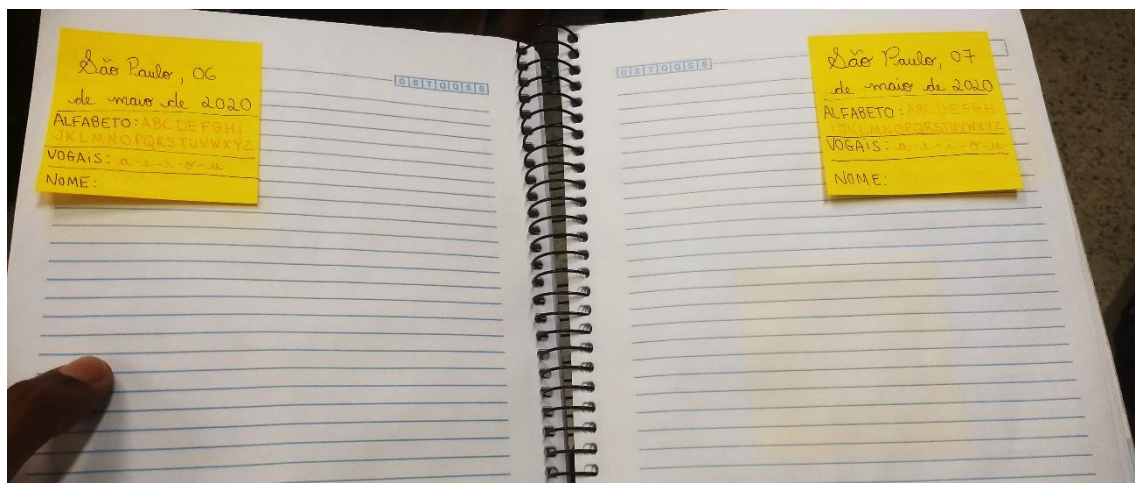 São Paulo, 06
de maio de 2020
ALFABETO: ABCDEFGHI
JKLMNOPQRSTUVWXYZ
VOGAIS: a-e-i-o-u
NOME:
D S T Q Q S S
D S T Q Q S S
São Paulo, 07
de maio de 2020
ALFABETO: ABCDEFGH
IJKLMNOPQRSTUVWXYZ
VOGAIS: a-e-i-o-u
NOME: